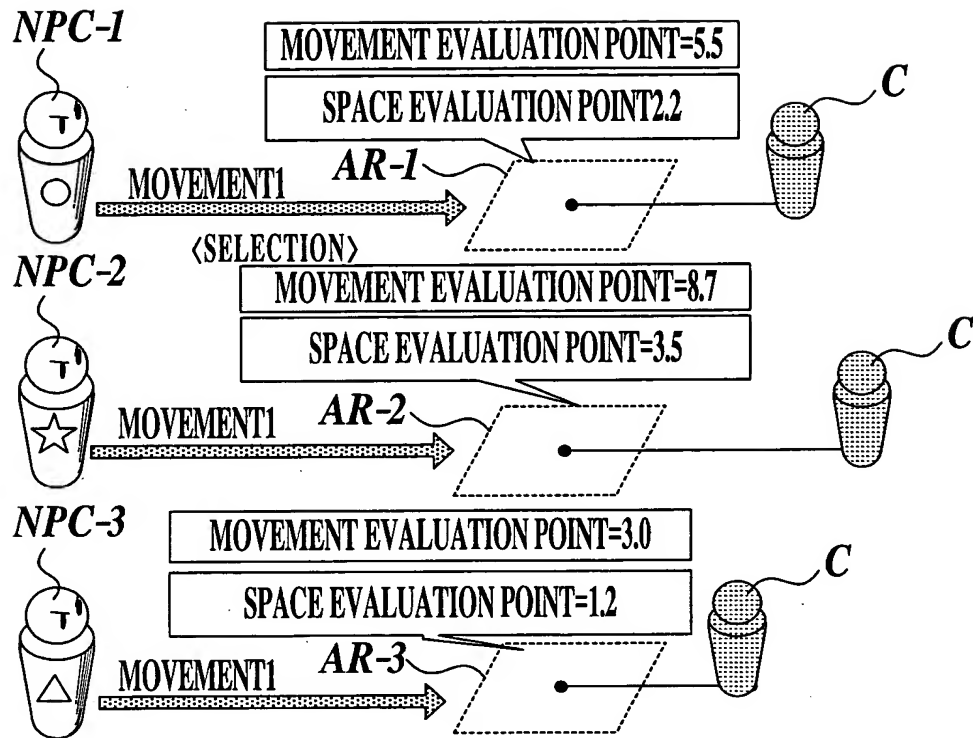 NPC-1
MOVEMENT EVALUATION POINT=5.5
SPACE EVALUATION POINT2.2
C
AR-1
MOVEMENT1
〈SELECTION〉
NPC-2
MOVEMENT EVALUATION POINT=8.7
SPACE EVALUATION POINT=3.5
C
AR-2
MOVEMENT1
NPC-3
MOVEMENT EVALUATION POINT=3.0
SPACE EVALUATION POINT=1.2
C
AR-3
MOVEMENT1